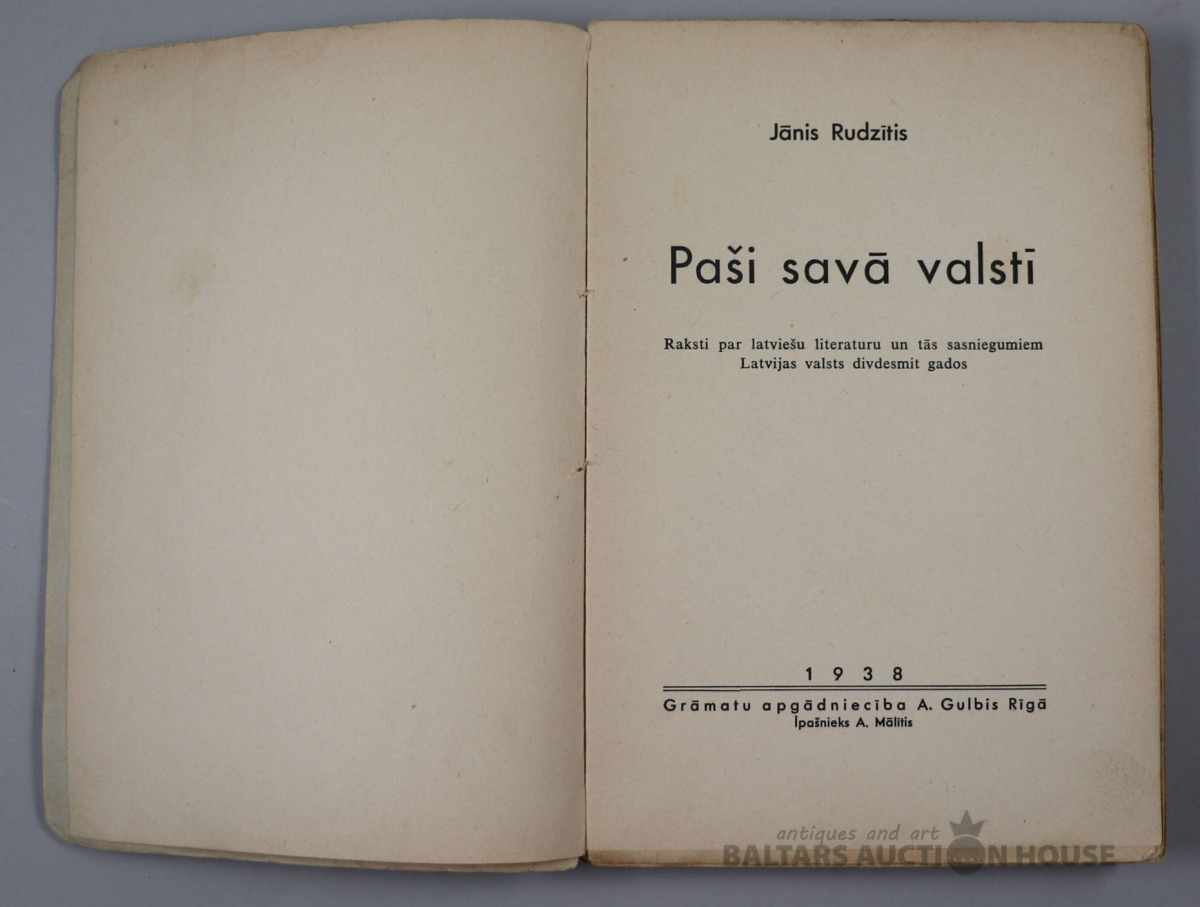 Jānis Rudzītis
Paši savā valstī
Raksti par latviešu literaturu un tās sasniegumiem
Latvijas valsts divdesmit gados
1938
Grāmatu apgādniecība A. Gulbis Rīgā
Īpašnieks A. Mālītis
antiques and art
BALTARS AUCTION HOUSE